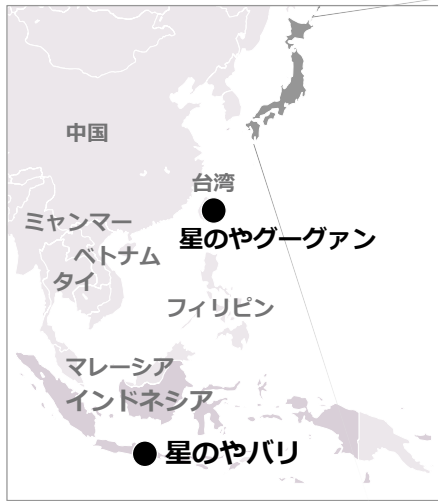 中国
台湾
星のやグーグァン
ミャンマー
ベトナム
タイ
フィリピン
マレーシア
インドネシア
星のやバリ